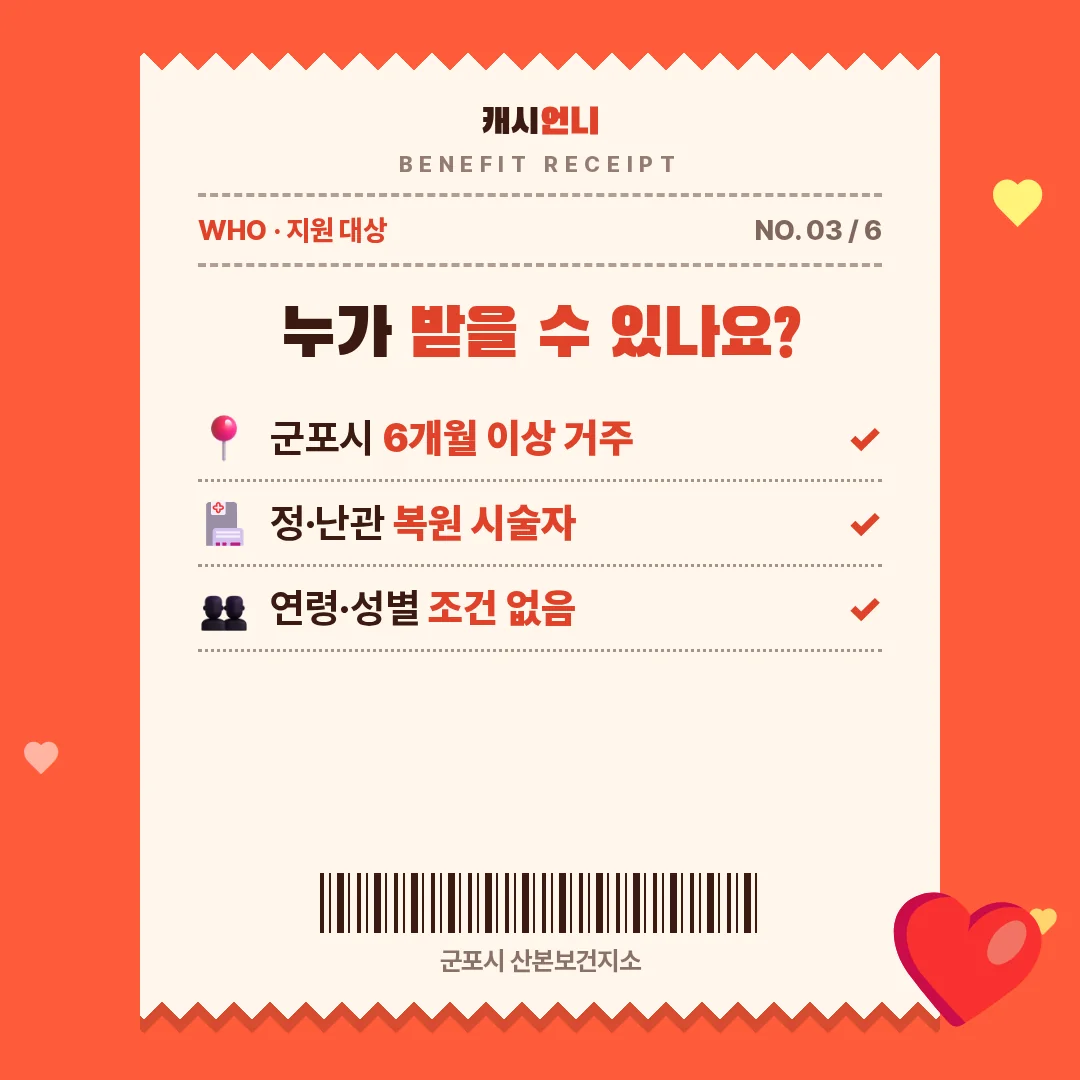 캐시언니
BENEFIT RECEIPT
WHO · 지원 대상
NO. 03 / 6
누가 받을 수 있나요?
군포시 6개월 이상 거주
정·난관 복원 시술자
연령·성별 조건 없음
군포시 산본보건지소